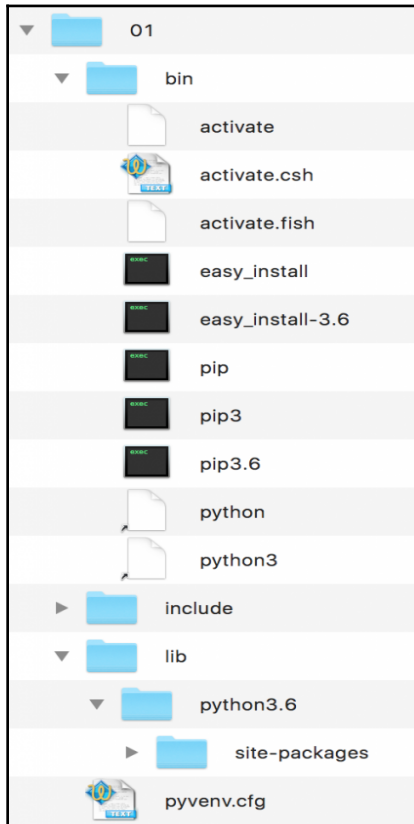 01
bin
activate
activate.csh
TEXT
activate.fish
exec
easy_install
exec
easy_install-3.6
exec
pip
exec
pip3
exec
pip3.6
python
python3
include
lib
python3.6
site-packages
TEXT
pyvenv.cfg